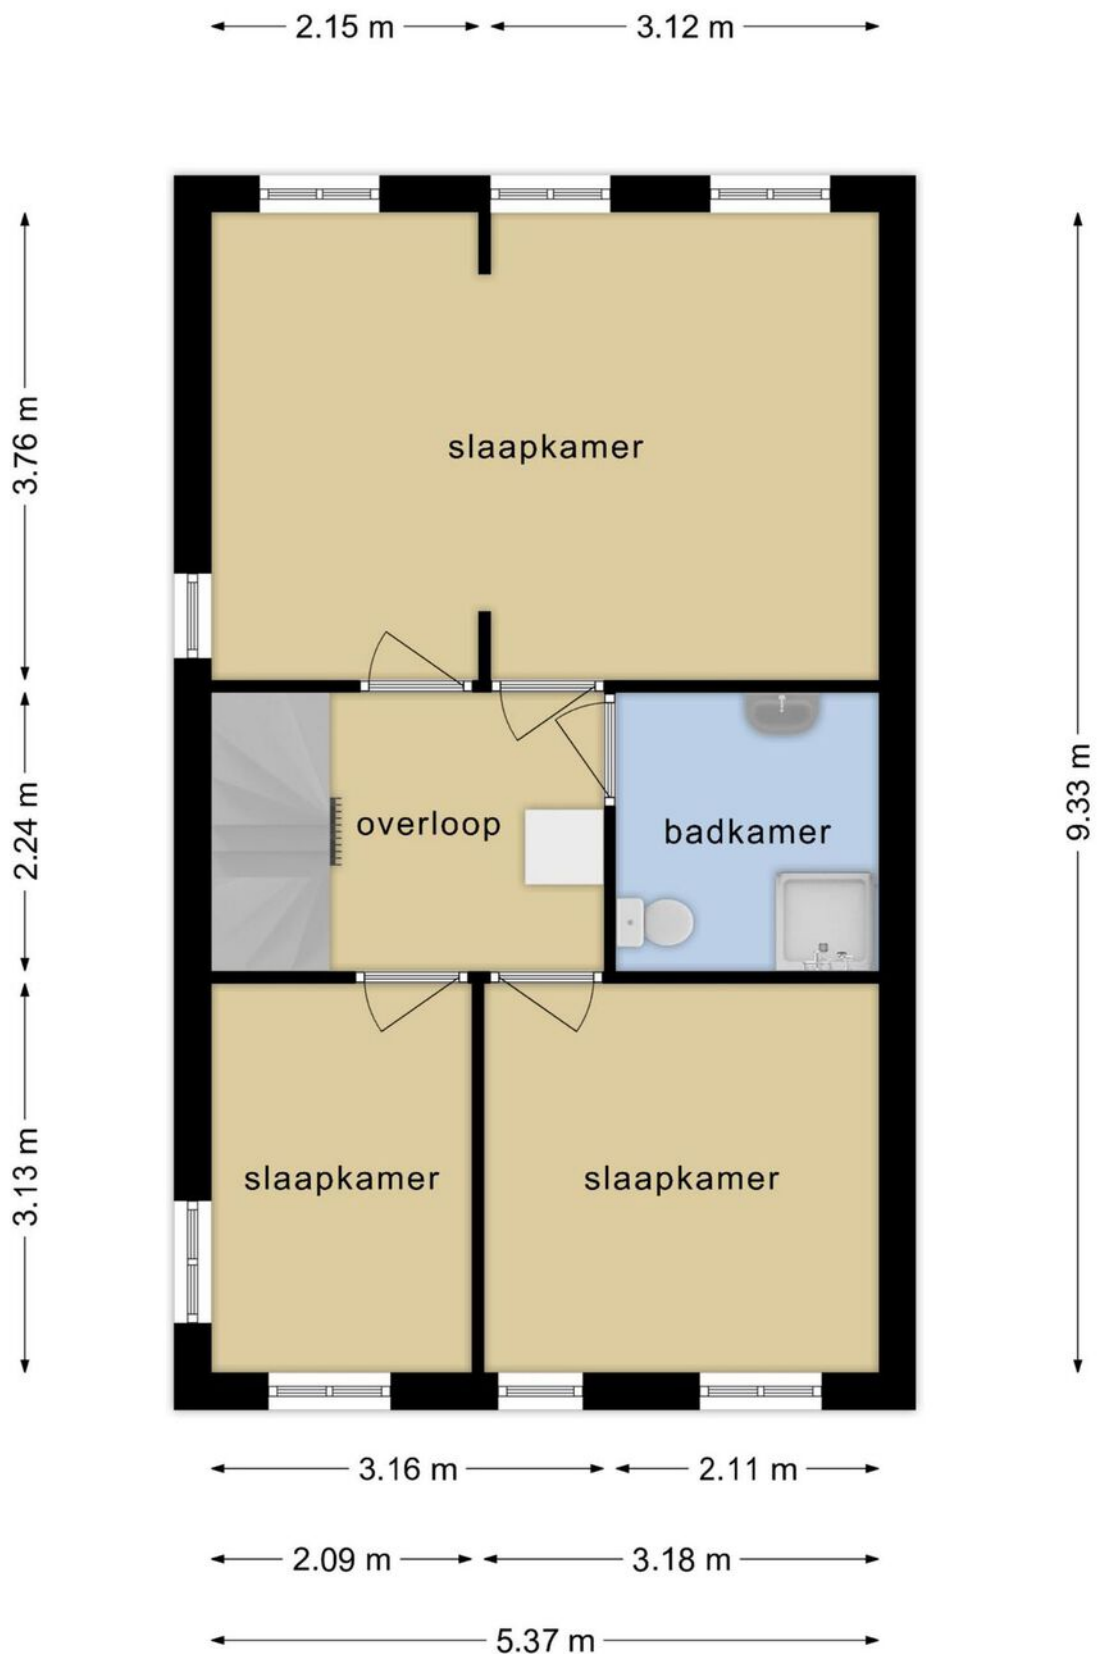 2.15 m
3.12 m
3.76 m
slaapkamer
2.24 m
overloop
badkamer
9.33 m
3.13 m
slaapkamer
slaapkamer
3.16 m
2.11 m
2.09 m
3.18 m
5.37 m